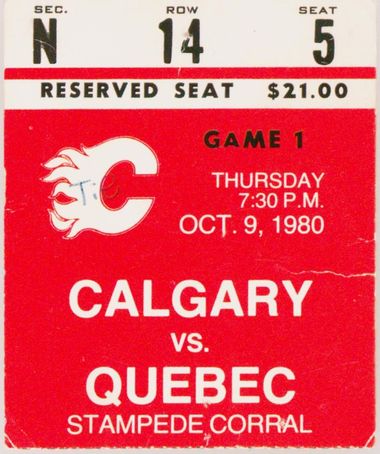 SEC. ROW SEAT
N 14 5
RESERVED SEAT $21.00
GAME 1
THURSDAY
7:30 P.M.
OCT. 9, 1980
CALGARY
VS.
QUEBEC
STAMPEDE CORRAL